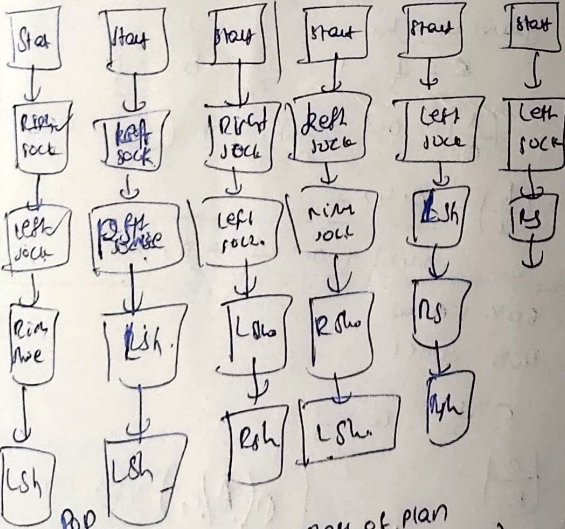 Start
Start
Start
Start
Start
Start
Right
sock
Left
sock
Right
sock
Left
sock
Left
sock
Left
sock
Left
sock
Left
sock.
Right
sock
LSh
Rs
Right
shoe
RSh.
LSho
RSho
Rs
LSh
LSh
Rsh
LSh.
Rsh
POP
of plan